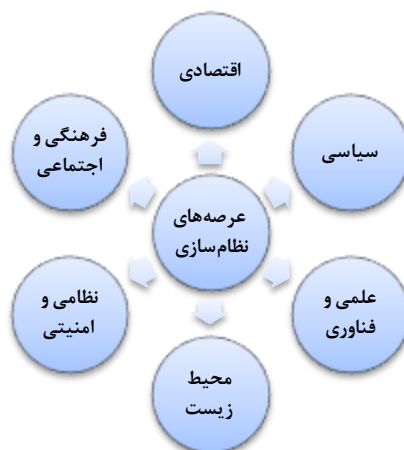 اقتصادی
سیاسی
فرهنگی و
اجتماعی
عرصه‌های
نظام‌سازی
علمی و
فناوری
نظامی و
امنیتی
محیط
زیست